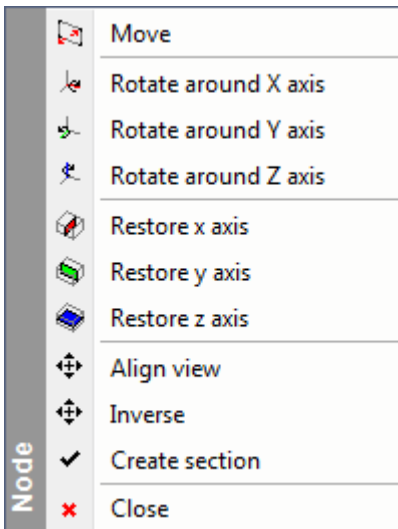 Move
Rotate around X axis
Rotate around Y axis
Rotate around Z axis
Restore x axis
Restore y axis
Restore z axis
Align view
Inverse
Create section
Close
Node